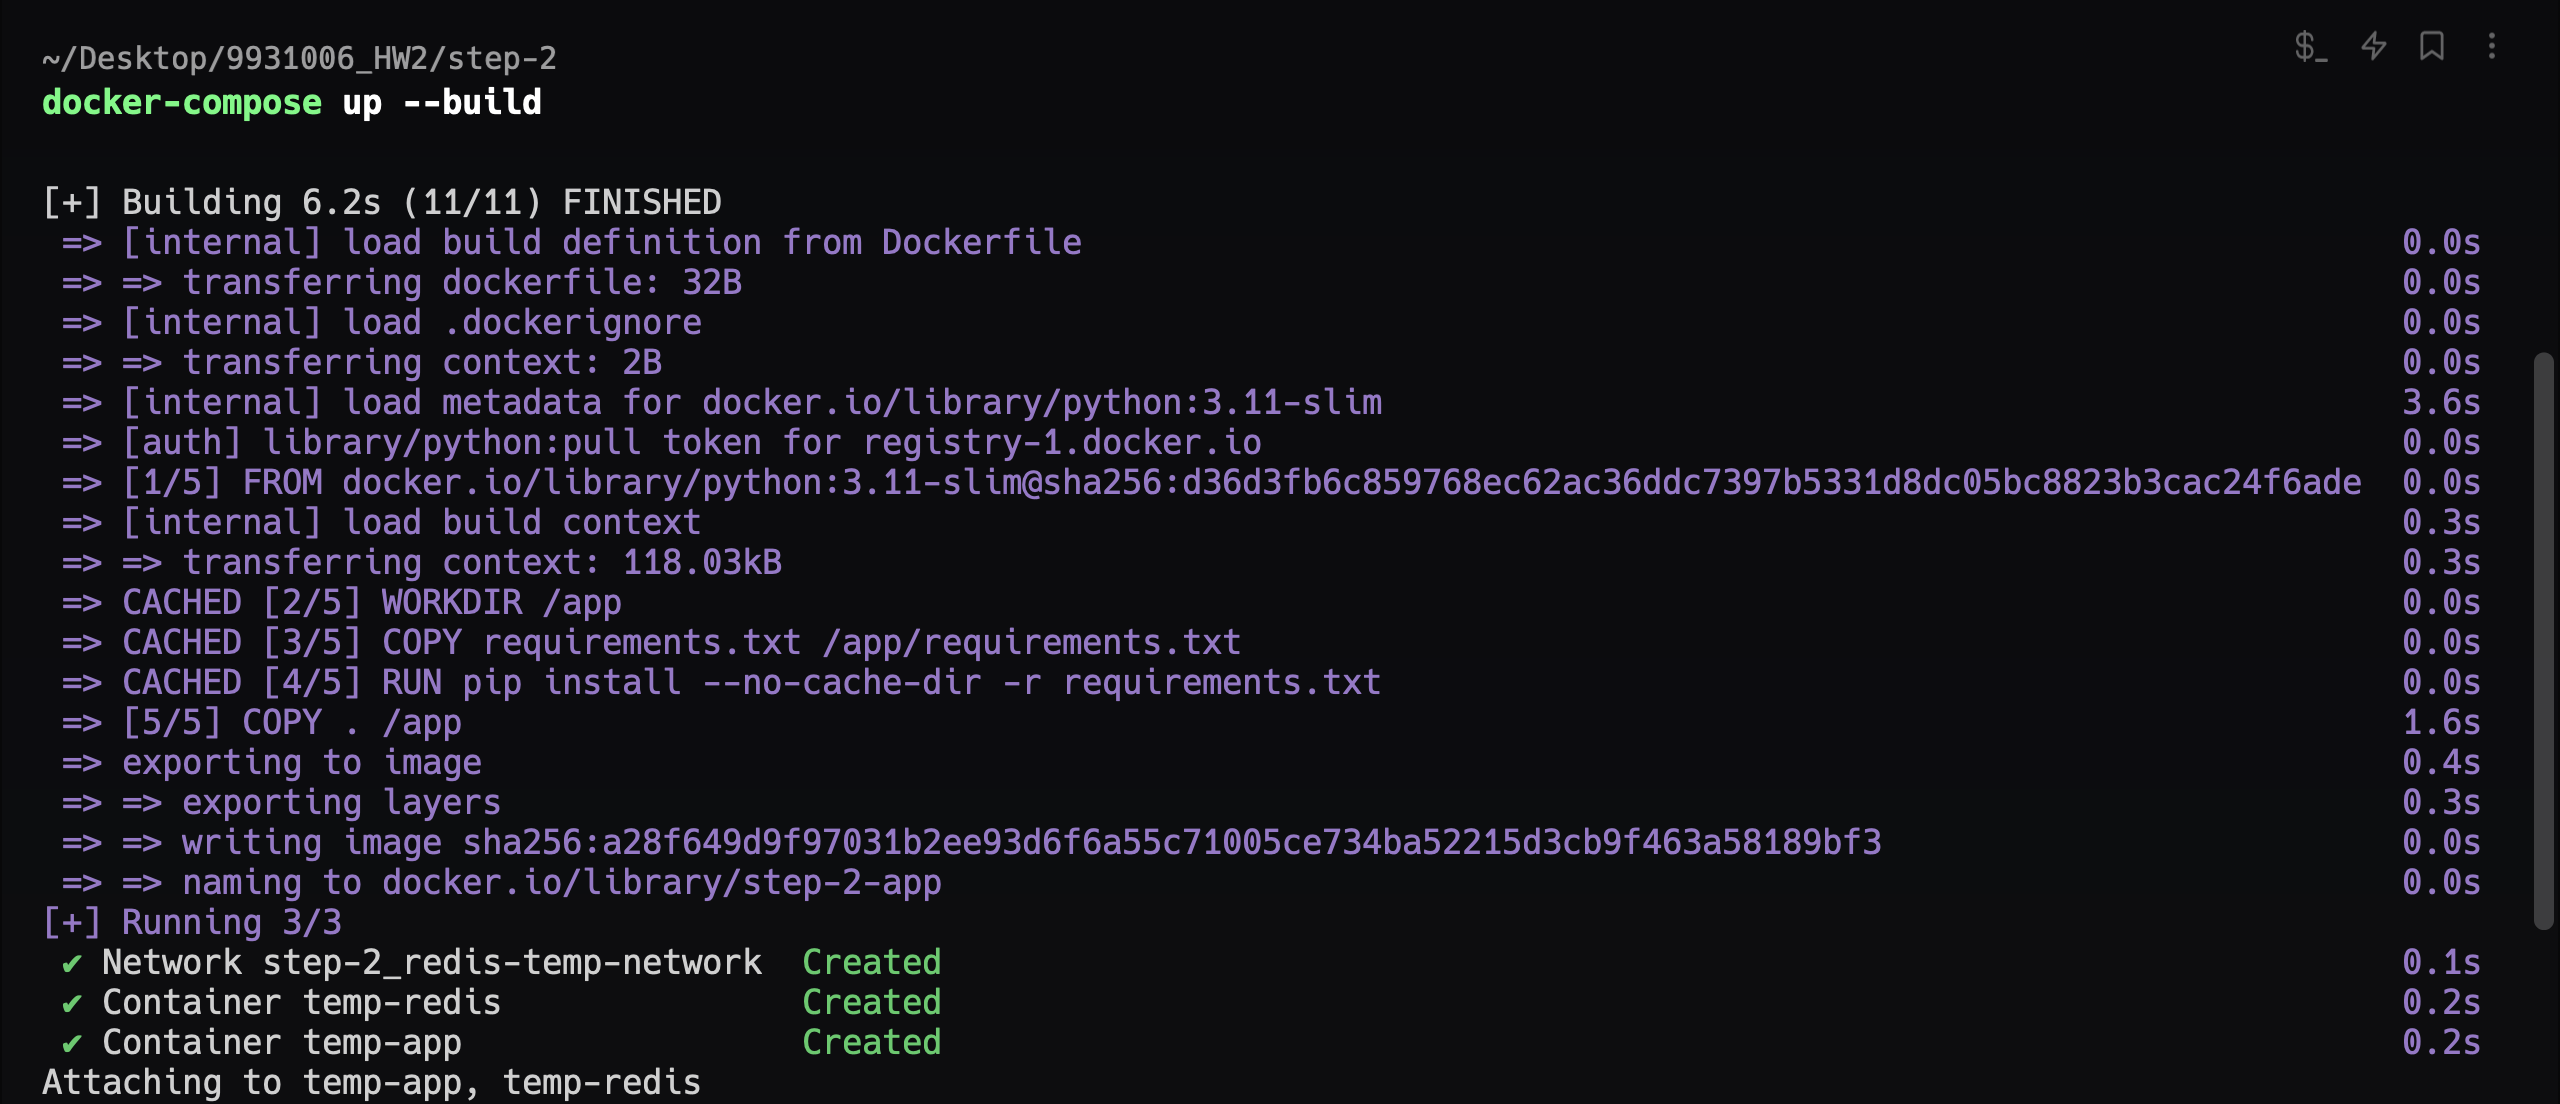 ~/Desktop/9931006_HW2/step-2
docker-compose up --build
[+] Building 6.2s (11/11) FINISHED
=> [internal] load build definition from Dockerfile 0.0s
=> => transferring dockerfile: 32B 0.0s
=> [internal] load .dockerignore 0.0s
=> => transferring context: 2B 0.0s
=> [internal] load metadata for docker.io/library/python:3.11-slim 3.6s
=> [auth] library/python:pull token for registry-1.docker.io 0.0s
=> [1/5] FROM docker.io/library/python:3.11-slim@sha256:d36d3fb6c859768ec62ac36ddc7397b5331d8dc05bc8823b3cac24f6ade 0.0s
=> [internal] load build context 0.3s
=> => transferring context: 118.03kB 0.3s
=> CACHED [2/5] WORKDIR /app 0.0s
=> CACHED [3/5] COPY requirements.txt /app/requirements.txt 0.0s
=> CACHED [4/5] RUN pip install --no-cache-dir -r requirements.txt 0.0s
=> [5/5] COPY . /app 1.6s
=> exporting to image 0.4s
=> => exporting layers 0.3s
=> => writing image sha256:a28f649d9f97031b2ee93d6f6a55c71005ce734ba52215d3cb9f463a58189bf3 0.0s
=> => naming to docker.io/library/step-2-app 0.0s
[+] Running 3/3
✔ Network step-2_redis-temp-network Created 0.1s
✔ Container temp-redis Created 0.2s
✔ Container temp-app Created 0.2s
Attaching to temp-app, temp-redis